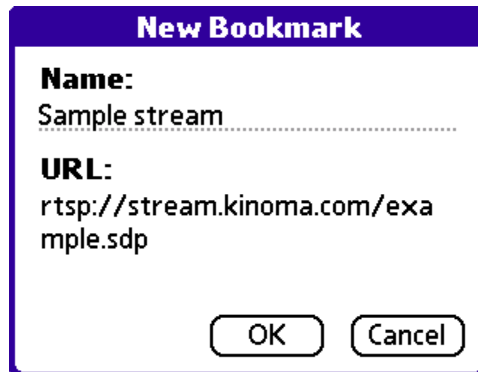 New Bookmark
Name:
Sample stream
URL:
rtsp://stream.kinoma.com/exa
mple.sdp
OK
Cancel